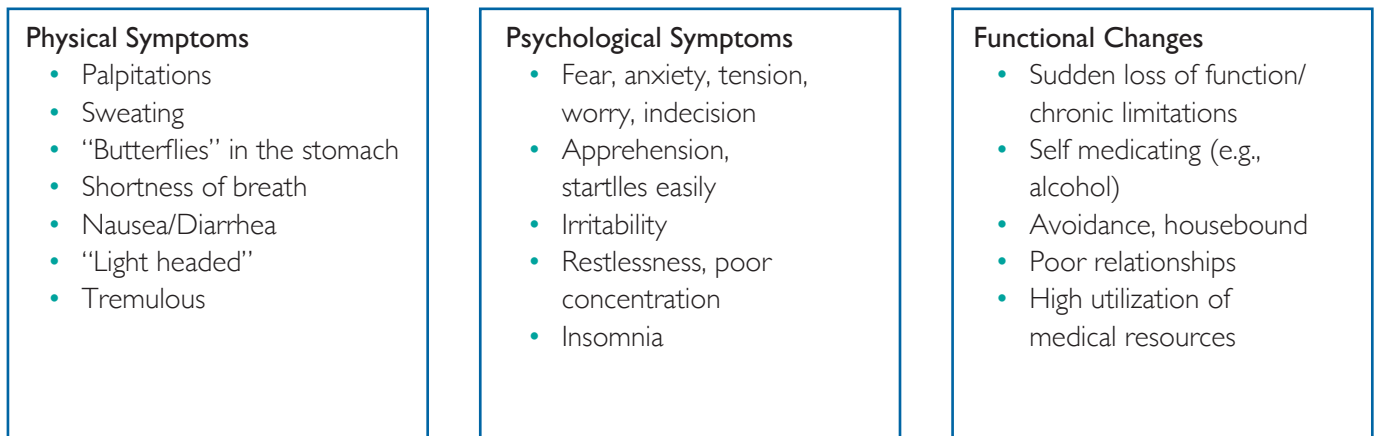 Physical Symptoms
• Palpitations
• Sweating
• “Butterflies” in the stomach
• Shortness of breath
• Nausea/Diarrhea
• “Light headed”
• Tremulous
Psychological Symptoms
• Fear, anxiety, tension,
worry, indecision
• Apprehension,
startlles easily
• Irritability
• Restlessness, poor
concentration
• Insomnia
Functional Changes
• Sudden loss of function/
chronic limitations
• Self medicating (e.g.,
alcohol)
• Avoidance, housebound
• Poor relationships
• High utilization of
medical resources